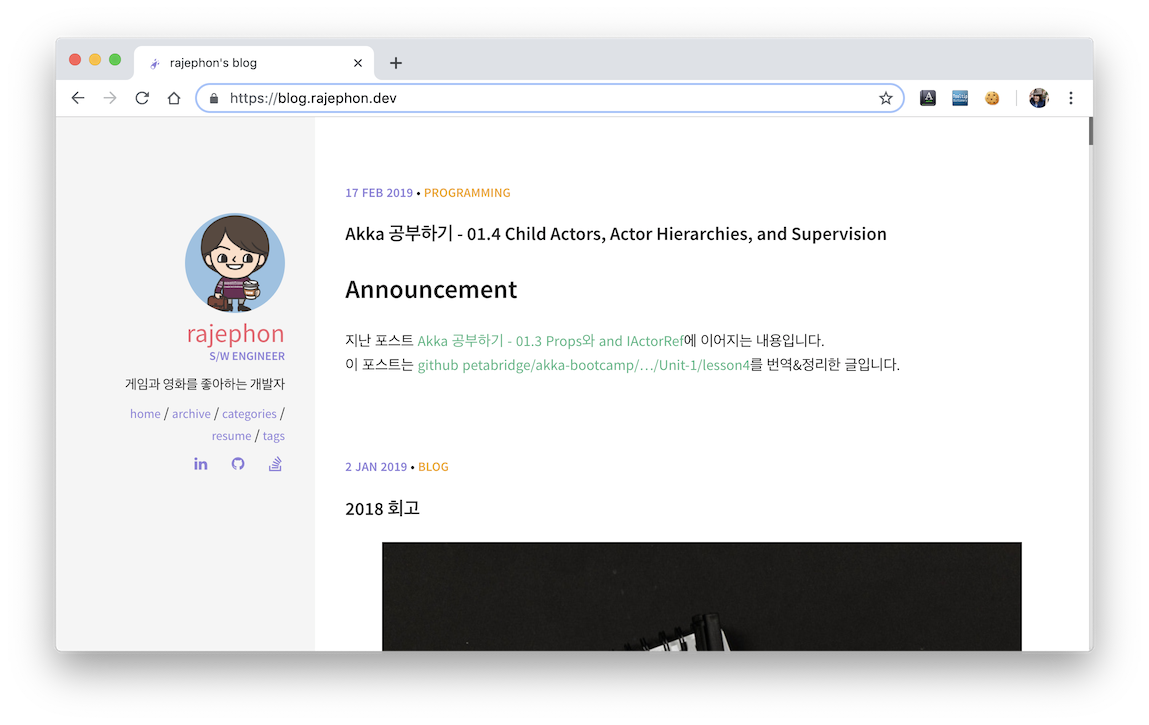 rajephon's blog
https://blog.rajephon.dev
rajephon
S/W ENGINEER
게임과 영화를 좋아하는 개발자
home / archive / categories /
resume / tags
17 FEB 2019 • PROGRAMMING
Akka 공부하기 - 01.4 Child Actors, Actor Hierarchies, and Supervision
Announcement
지난 포스트 Akka 공부하기 - 01.3 Props와 and IActorRef에 이어지는 내용입니다.
이 포스트는 github petabridge/akka-bootcamp/…/Unit-1/lesson4를 번역&정리한 글입니다.
2 JAN 2019 • BLOG
2018 회고